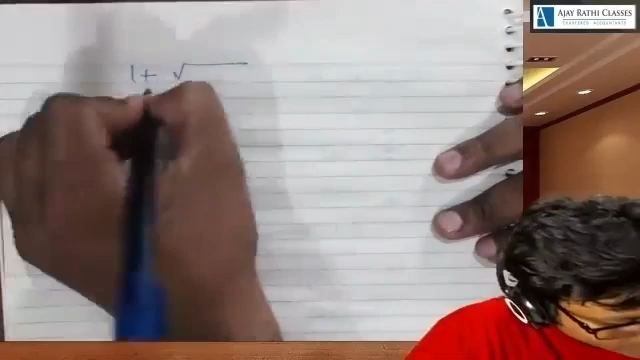 AJAY RATHI CLASSES
CHARTERED ACCOUNTANTS
1 + √